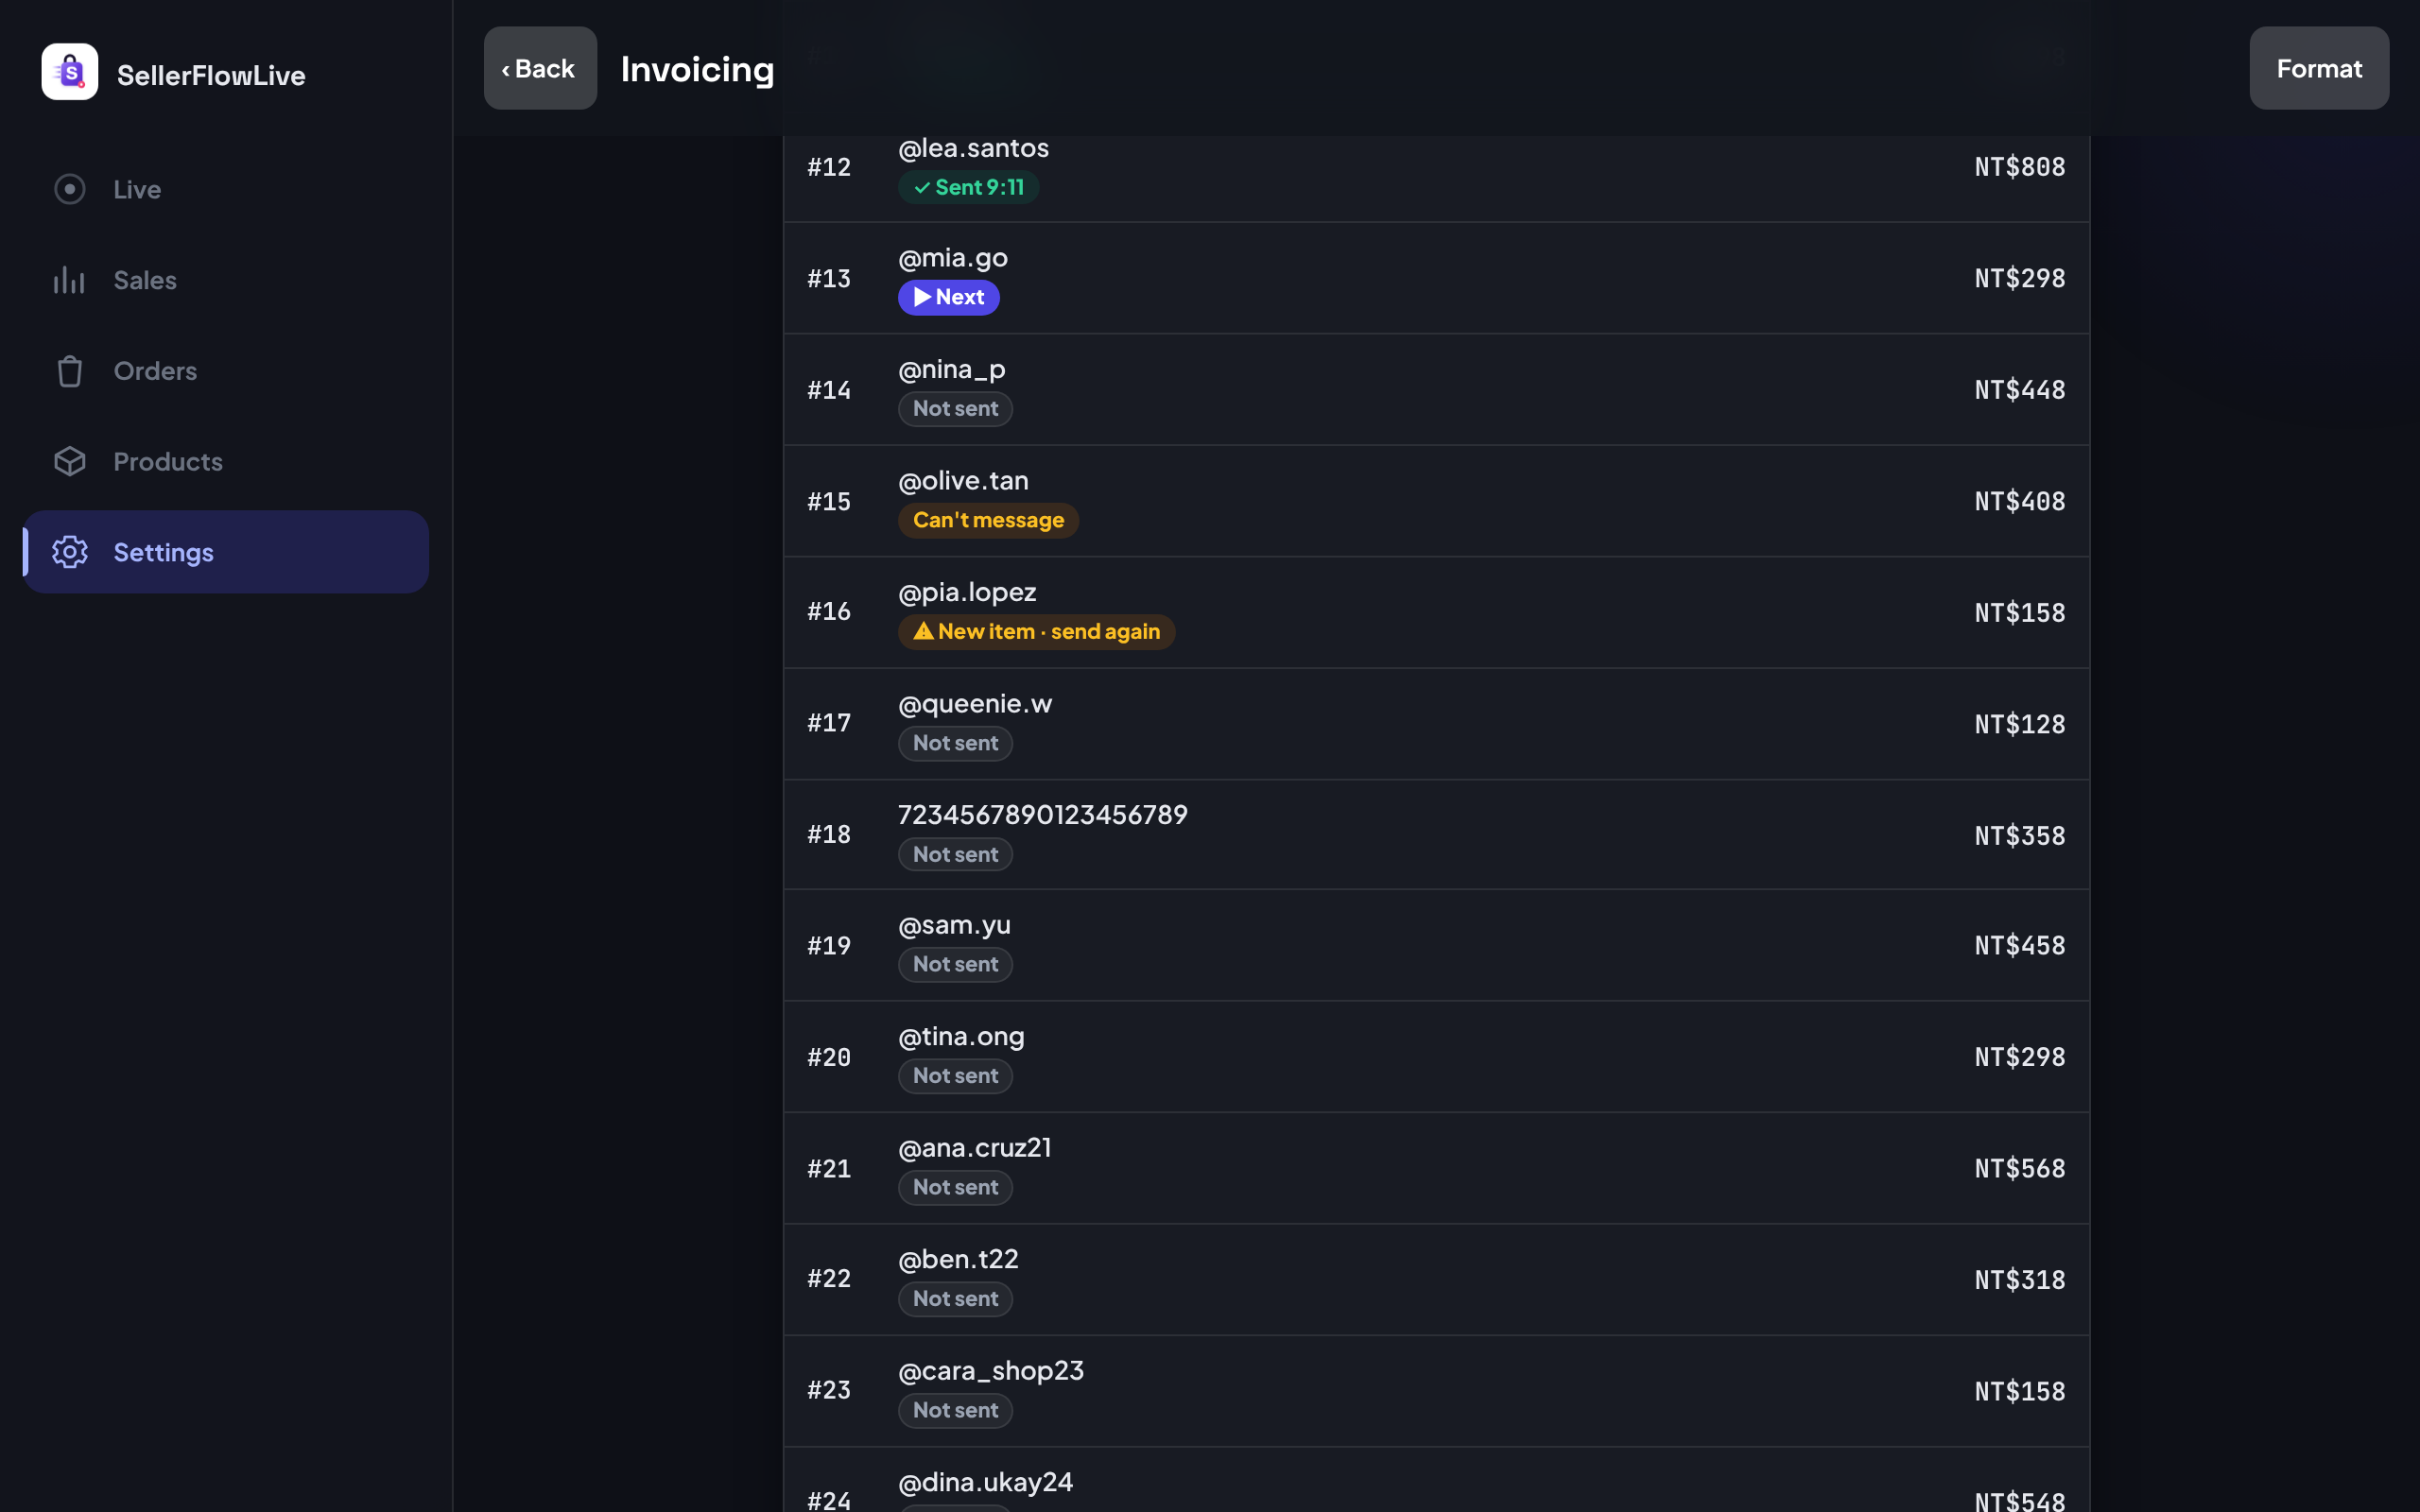 SellerFlowLive
Live
Sales
Orders
Products
Settings
‹ Back
Invoicing
Format
#12
@lea.santos
✓ Sent 9:11
NT$808
#13
@mia.go
▶ Next
NT$298
#14
@nina_p
Not sent
NT$448
#15
@olive.tan
Can't message
NT$408
#16
@pia.lopez
⚠ New item · send again
NT$158
#17
@queenie.w
Not sent
NT$128
#18
7234567890123456789
Not sent
NT$358
#19
@sam.yu
Not sent
NT$458
#20
@tina.ong
Not sent
NT$298
#21
@ana.cruz21
Not sent
NT$568
#22
@ben.t22
Not sent
NT$318
#23
@cara_shop23
Not sent
NT$158
#24
@dina.ukay24
NT$548